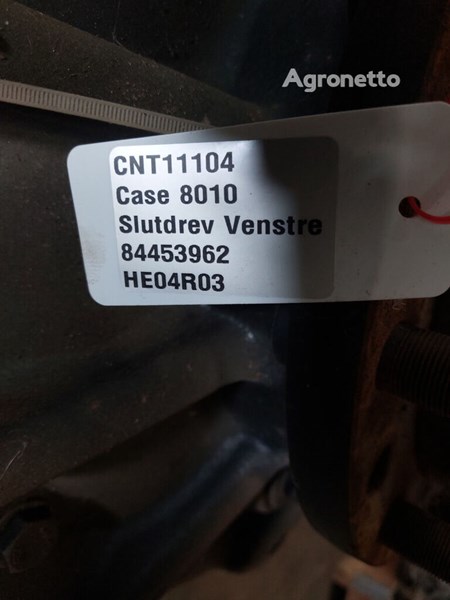 Agronetto
CNT11104
Case 8010
Slutdrev Venstre
84453962
HE04R03